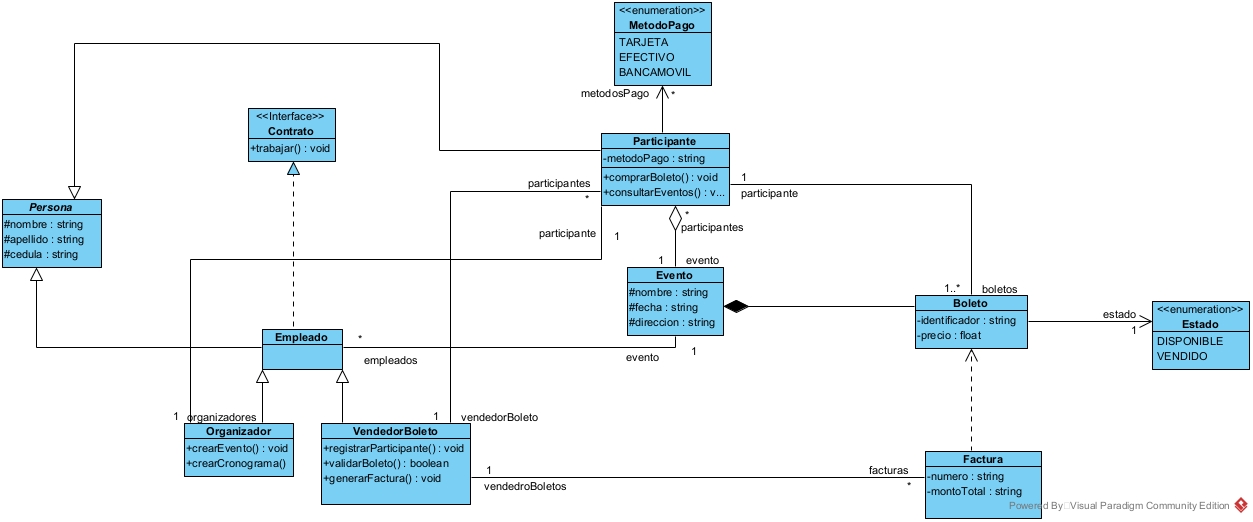 <<enumeration>>
MetodoPago
TARJETA
EFECTIVO
BANCAMOVIL
metodosPago
*
<<Interface>>
Contrato
+trabajar() : void
Participante
-metodoPago : string
+comprarBoleto() : void
+consultarEventos() : v...
participantes
*
1
participante
participante
1
*
participantes
Persona
#nombre : string
#apellido : string
#cedula : string
1
evento
Evento
#nombre : string
#fecha : string
#direccion : string
1..*
boletos
Boleto
-identificador : string
-precio : float
estado
1
<<enumeration>>
Estado
DISPONIBLE
VENDIDO
Empleado
*
empleados
evento
1
1
organizadores
1
vendedorBoleto
Organizador
+crearEvento() : void
+crearCronograma()
VendedorBoleto
+registrarParticipante() : void
+validarBoleto() : boolean
+generarFactura() : void
1
vendedroBoletos
facturas
*
Factura
-numero : string
-montoTotal : string
Powered By Visual Paradigm Community Edition